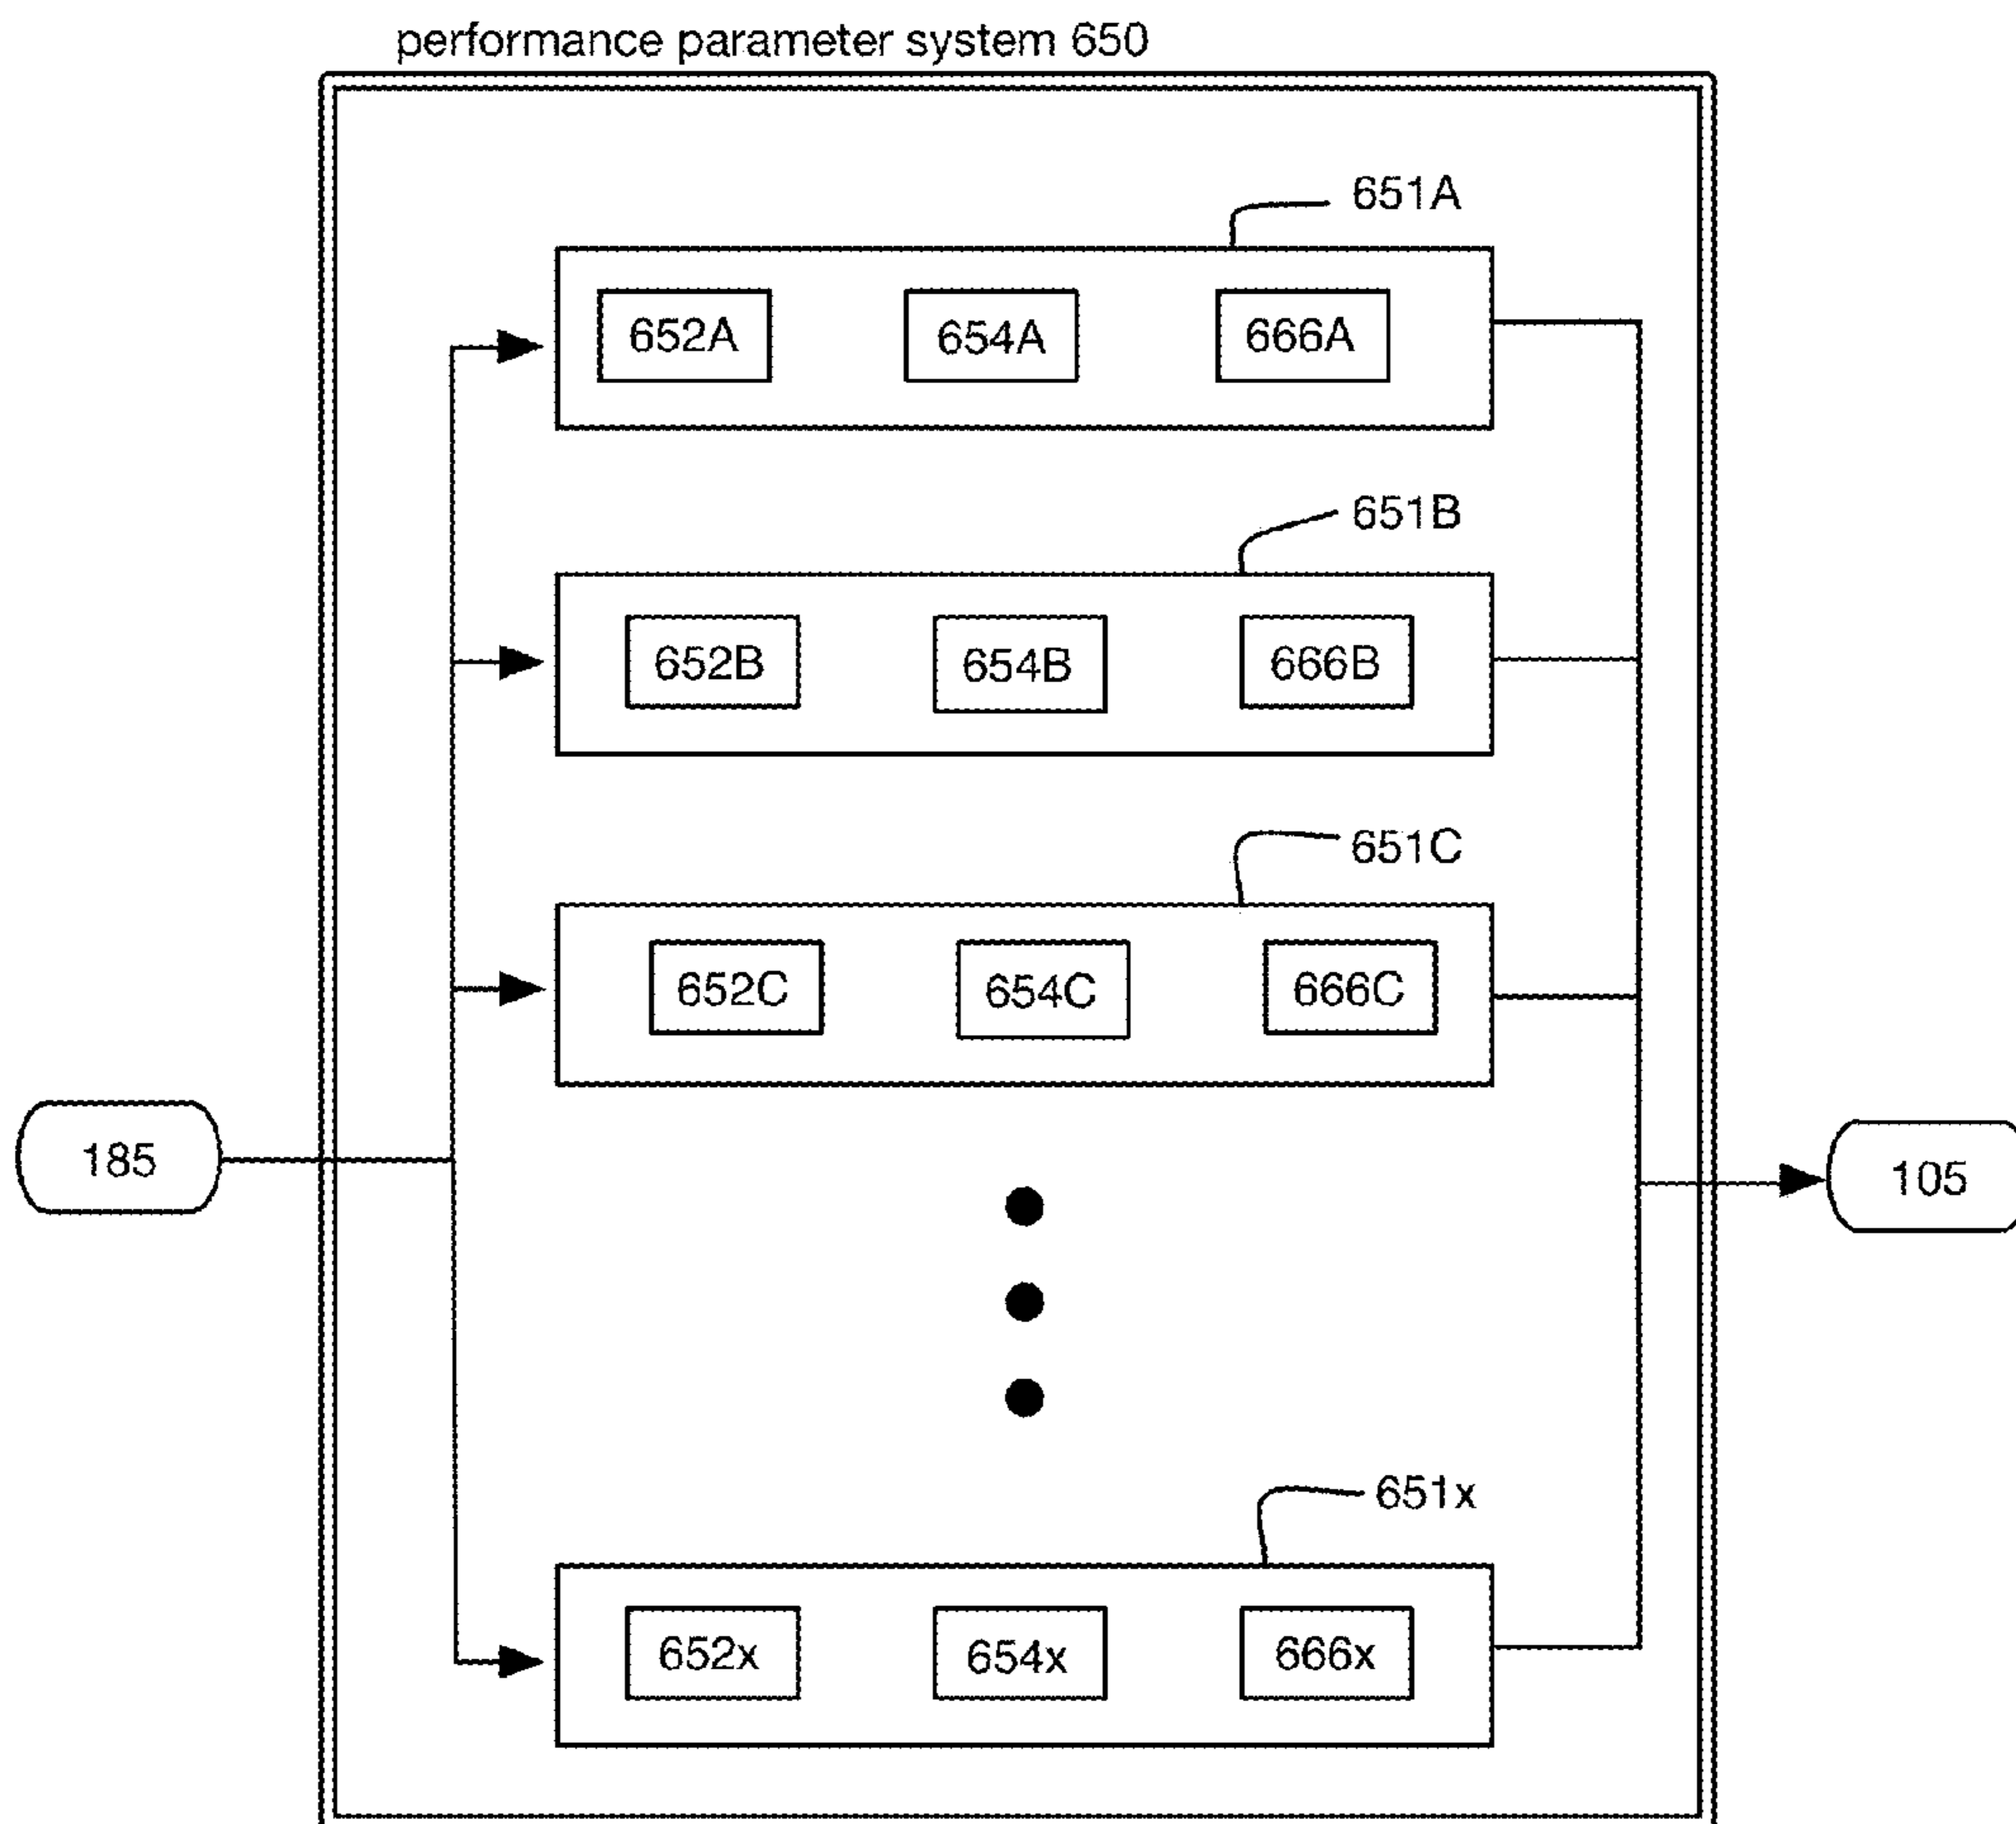 performance parameter system 650
651A
652A 654A 666A
651B
652B 654B 666B
651C
652C 654C 666C
185
105
651x
652x 654x 666x